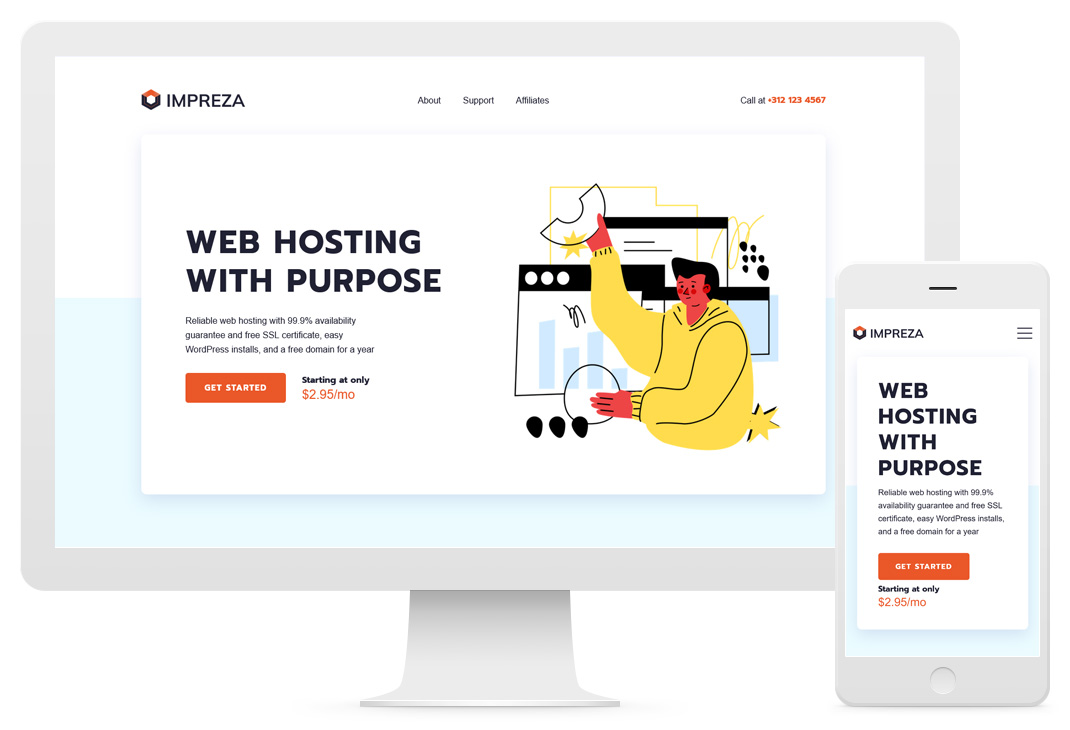 IMPREZA
About Support Affiliates
Call at +312 123 4567
WEB HOSTING
WITH PURPOSE
Reliable web hosting with 99.9% availability
guarantee and free SSL certificate, easy
WordPress installs, and a free domain for a year
GET STARTED
Starting at only
$2.95/mo
IMPREZA
WEB
HOSTING
WITH
PURPOSE
Reliable web hosting with 99.9%
availability guarantee and free SSL
certificate, easy WordPress installs,
and a free domain for a year
GET STARTED
Starting at only
$2.95/mo